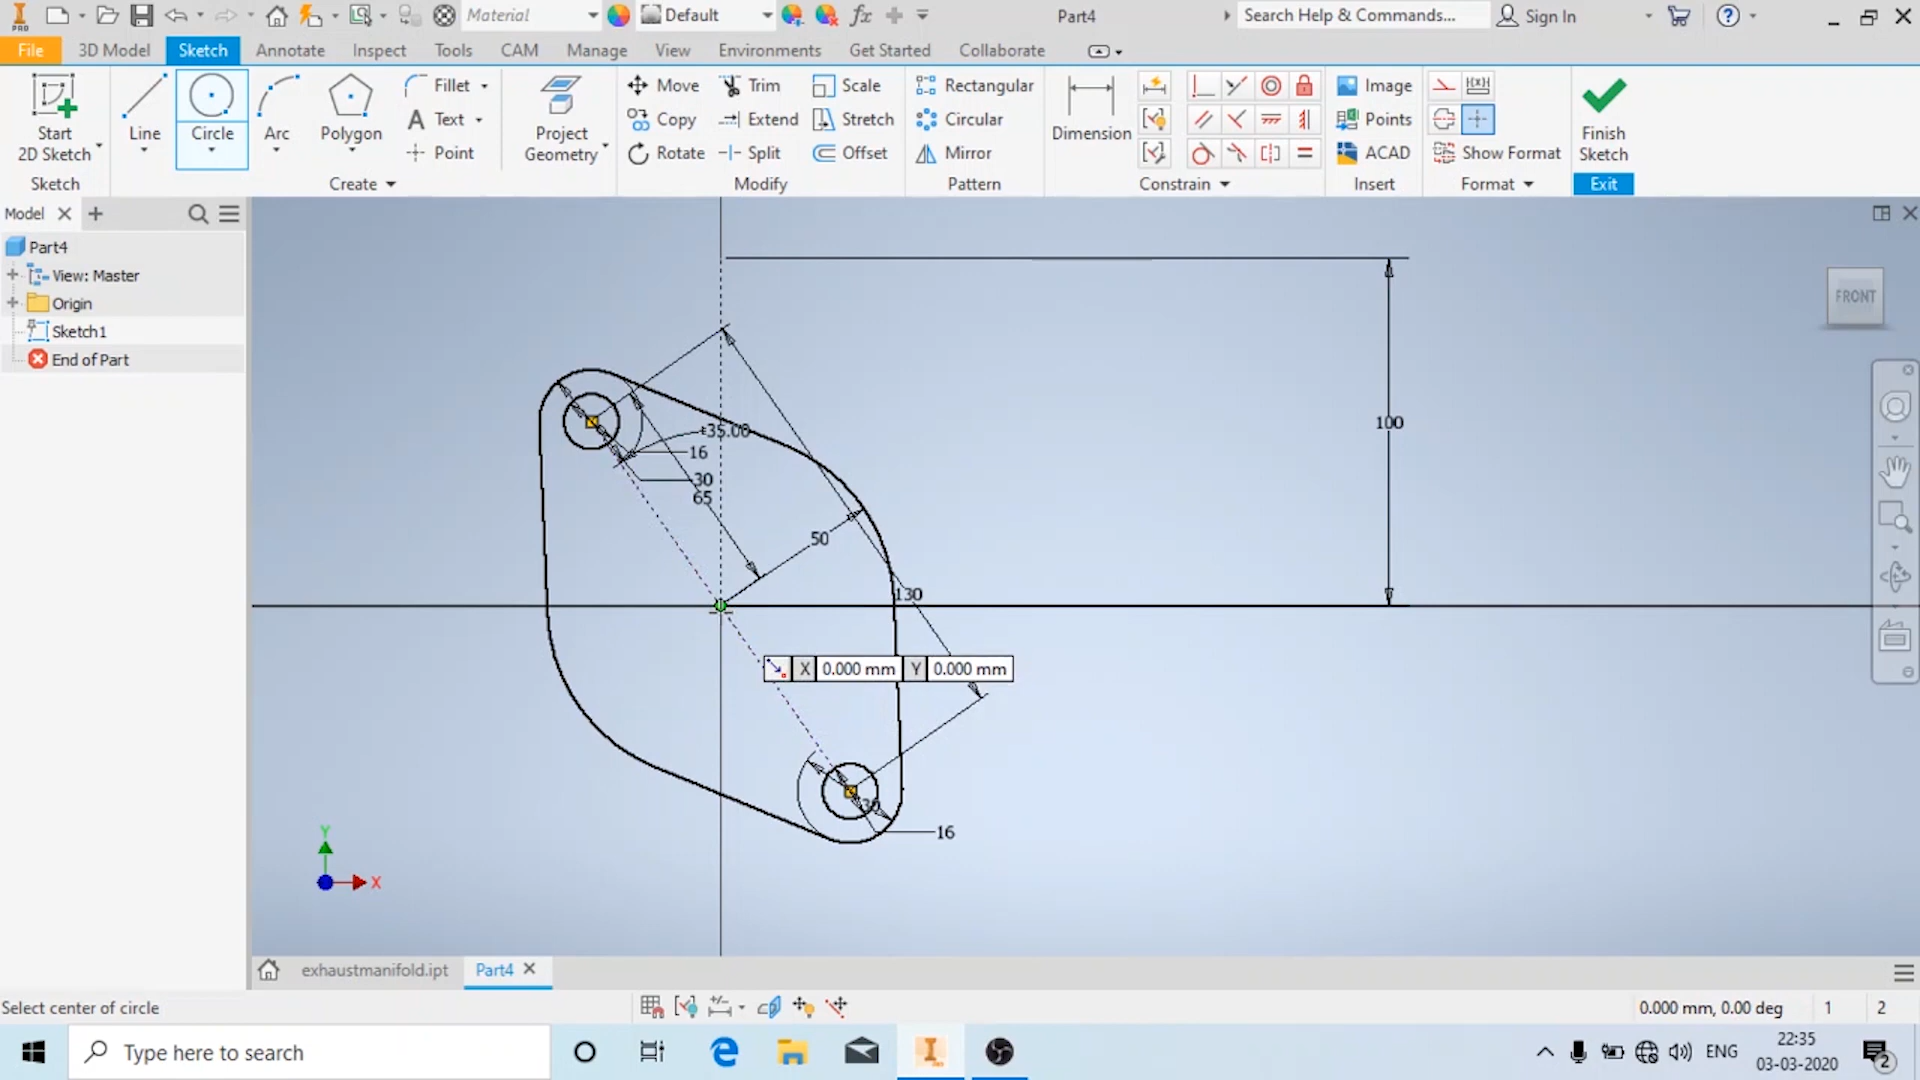 PRO
Material
Default
fx
Part4
Search Help & Commands...
Sign In
File
3D Model
Sketch
Annotate
Inspect
Tools
CAM
Manage
View
Environments
Get Started
Collaborate
Start
2D Sketch
Sketch
Line
Circle
Arc
Polygon
Fillet
Text
Point
Create
Project
Geometry
Move
Copy
Rotate
Trim
Extend
Split
Scale
Stretch
Offset
Modify
Rectangular
Circular
Mirror
Pattern
Dimension
Constrain
Image
Points
ACAD
Insert
Show Format
Format
Finish
Sketch
Exit
Model
Part4
View: Master
Origin
Sketch1
End of Part
FRONT
100
35.00
16
30
65
50
130
X 0.000 mm Y 0.000 mm
30
16
Y
X
exhaustmanifold.ipt
Part4
Select center of circle
0.000 mm, 0.00 deg
1
2
Type here to search
ENG
22:35
03-03-2020
2